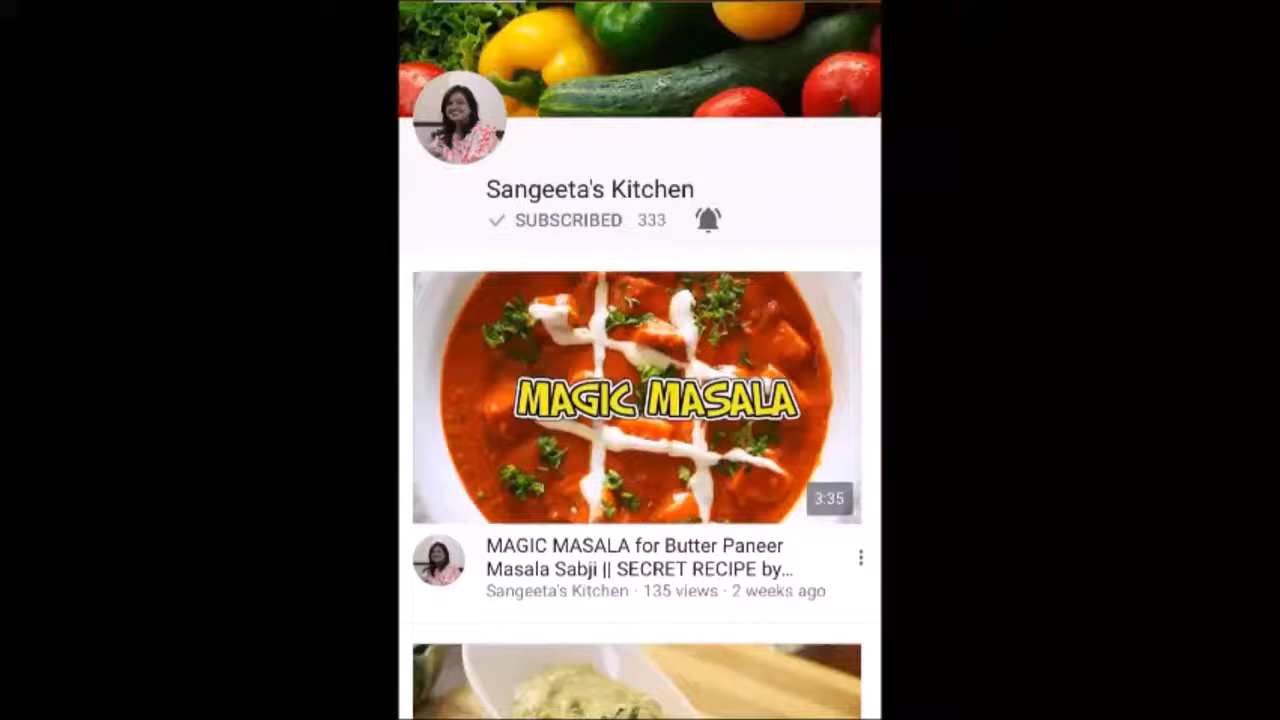 Sangeeta's Kitchen
SUBSCRIBED 333
MAGIC MASALA
3:35
MAGIC MASALA for Butter Paneer
Masala Sabji || SECRET RECIPE by...
Sangeeta's Kitchen · 135 views · 2 weeks ago